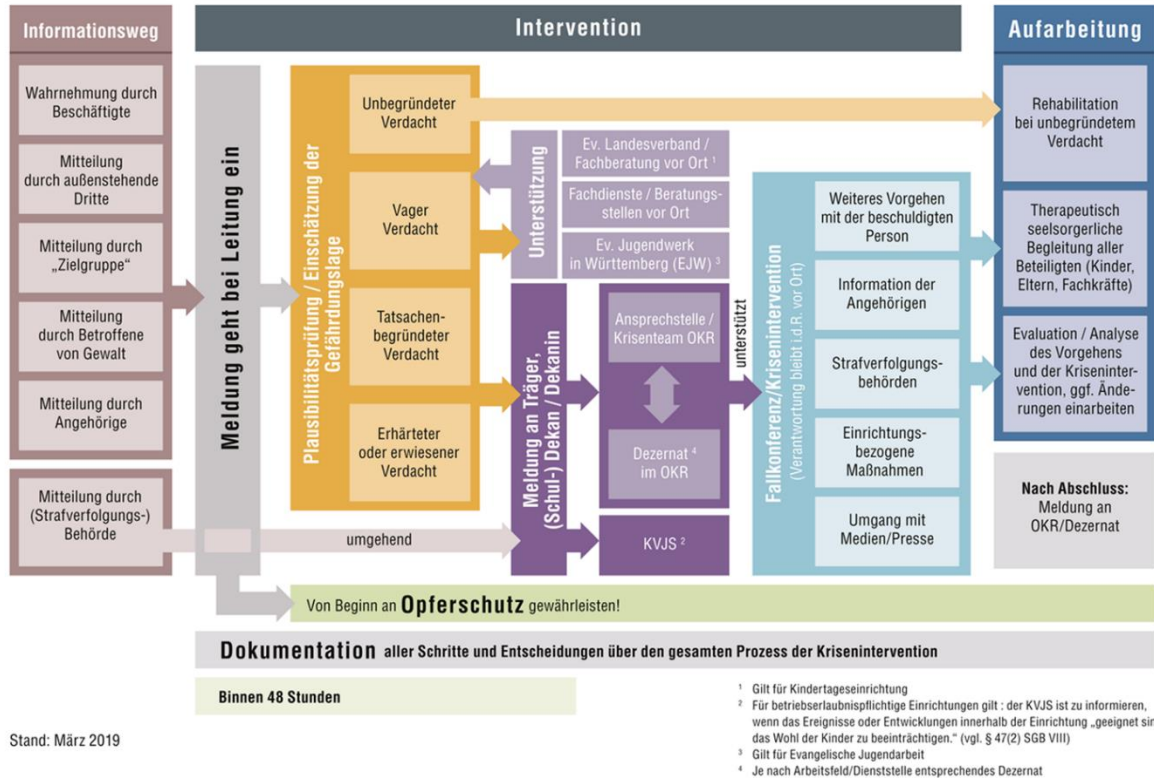 Informationsweg
Wahrnehmung durch
Beschäftigte
Mitteilung
durch außenstehende
Dritte
Mitteilung durch
„Zielgruppe“
Mitteilung
durch Betroffene
von Gewalt
Mitteilung durch
Angehörige
Mitteilung durch
(Strafverfolgungs-)
Behörde
Intervention
Meldung geht bei Leitung ein
Plausibilitätsprüfung / Einschätzung der
Gefährdungslage
Unbegründeter
Verdacht
Vager
Verdacht
Tatsachen-
begründeter
Verdacht
Erhärteter
oder erwiesener
Verdacht
umgehend
Unterstützung
Ev. Landesverband /
Fachberatung vor Ort ¹
Fachdienste / Beratungs-
stellen vor Ort
Ev. Jugendwerk
in Württemberg (EJW) ³
Meldung an Träger,
(Schul-) Dekan / Dekanin
Ansprechstelle /
Krisenteam OKR
Dezernat ⁴
im OKR
KVJS ²
unterstützt
Fallkonferenz/Krisenintervention
(Verantwortung bleibt i.d.R. vor Ort)
Weiteres Vorgehen
mit der beschuldigten
Person
Information der
Angehörigen
Strafverfolgungs-
behörden
Einrichtungs-
bezogene
Maßnahmen
Umgang mit
Medien/Presse
Aufarbeitung
Rehabilitation
bei unbegründetem
Verdacht
Therapeutisch
seelsorgerliche
Begleitung aller
Beteiligten (Kinder,
Eltern, Fachkräfte)
Evaluation / Analyse
des Vorgehens
und der Kriseninter-
vention, ggf. Ände-
rungen einarbeiten
Nach Abschluss:
Meldung an
OKR/Dezernat
Von Beginn an Opferschutz gewährleisten!
Dokumentation aller Schritte und Entscheidungen über den gesamten Prozess der Krisenintervention
Binnen 48 Stunden
Stand: März 2019
¹ Gilt für Kindertageseinrichtung
² Für betriebserlaubnispflichtige Einrichtungen gilt : der KVJS ist zu informieren,
wenn das Ereignisse oder Entwicklungen innerhalb der Einrichtung „geeignet sin
das Wohl der Kinder zu beeinträchtigen.“ (vgl. § 47(2) SGB VIII)
³ Gilt für Evangelische Jugendarbeit
⁴ Je nach Arbeitsfeld/Dienststelle entsprechendes Dezernat